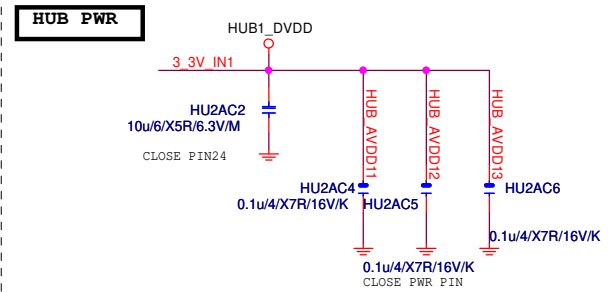 HUB PWR
HUB1_DVDD
3_3V_IN1
HU2AC2
10u/6/X5R/6.3V/M
CLOSE PIN24
HUB_AVDD11
HUB_AVDD12
HUB_AVDD13
HU2AC4
0.1u/4/X7R/16V/K
HU2AC5
HU2AC6
0.1u/4/X7R/16V/K
0.1u/4/X7R/16V/K
CLOSE PWR PIN